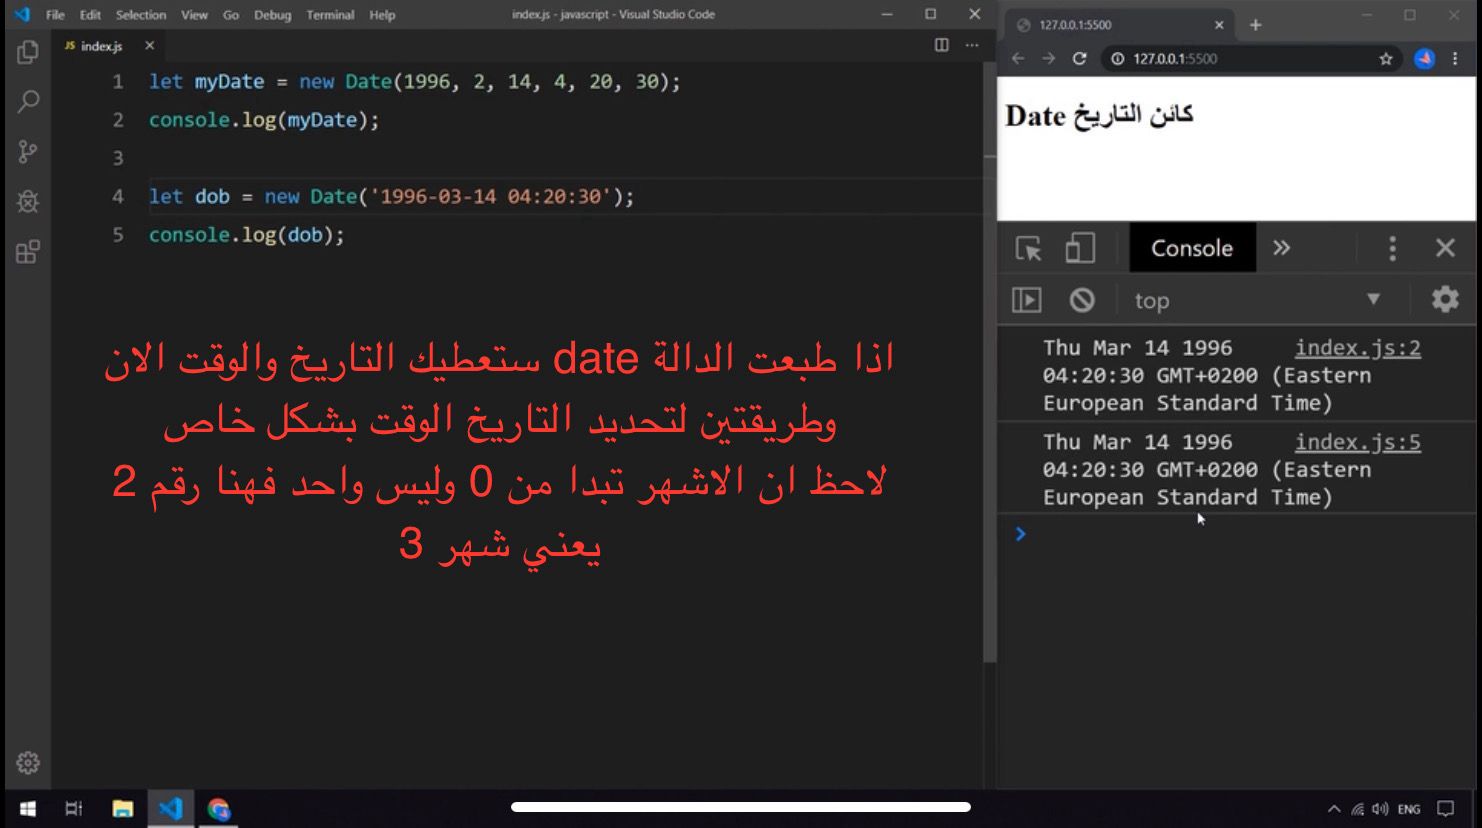 File Edit Selection View Go Debug Terminal Help
index.js - javascript - Visual Studio Code
JS index.js
1 let myDate = new Date(1996, 2, 14, 4, 20, 30);
2 console.log(myDate);
3
4 let dob = new Date('1996-03-14 04:20:30');
5 console.log(dob);
اذا طبعت الدالة date ستعطيك التاريخ والوقت الان
وطريقتين لتحديد التاريخ الوقت بشكل خاص
لاحظ ان الاشهر تبدا من 0 وليس واحد فهنا رقم 2
يعني شهر 3
127.0.0.1:5500
127.0.0.1:5500
كائن التاريخ Date
Console
top
Thu Mar 14 1996 index.js:2
04:20:30 GMT+0200 (Eastern
European Standard Time)
Thu Mar 14 1996 index.js:5
04:20:30 GMT+0200 (Eastern
European Standard Time)
ENG